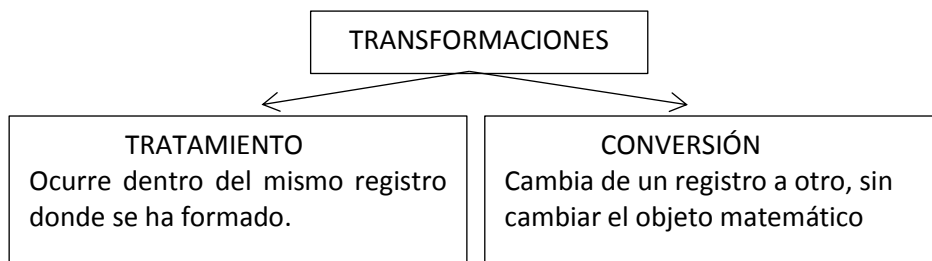 TRANSFORMACIONES
TRATAMIENTO
Ocurre dentro del mismo registro
donde se ha formado.
CONVERSIÓN
Cambia de un registro a otro, sin
cambiar el objeto matemático